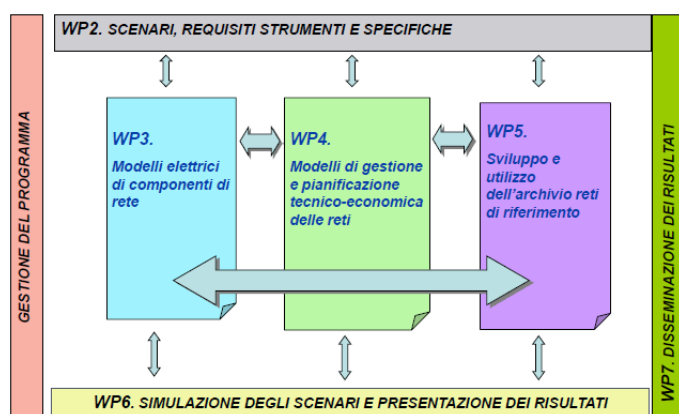 WP2. SCENARI, REQUISITI STRUMENTI E SPECIFICHE
GESTIONE DEL PROGRAMMA
WP3.
Modelli elettrici
di componenti di
rete
WP4.
Modelli di gestione
e pianificazione
tecnico-economica
delle reti
WP5.
Sviluppo e
utilizzo
dell'archivio reti
di riferimento
WP7. DISSEMINAZIONE DEI RISULTATI
WP6. SIMULAZIONE DEGLI SCENARI E PRESENTAZIONE DEI RISULTATI